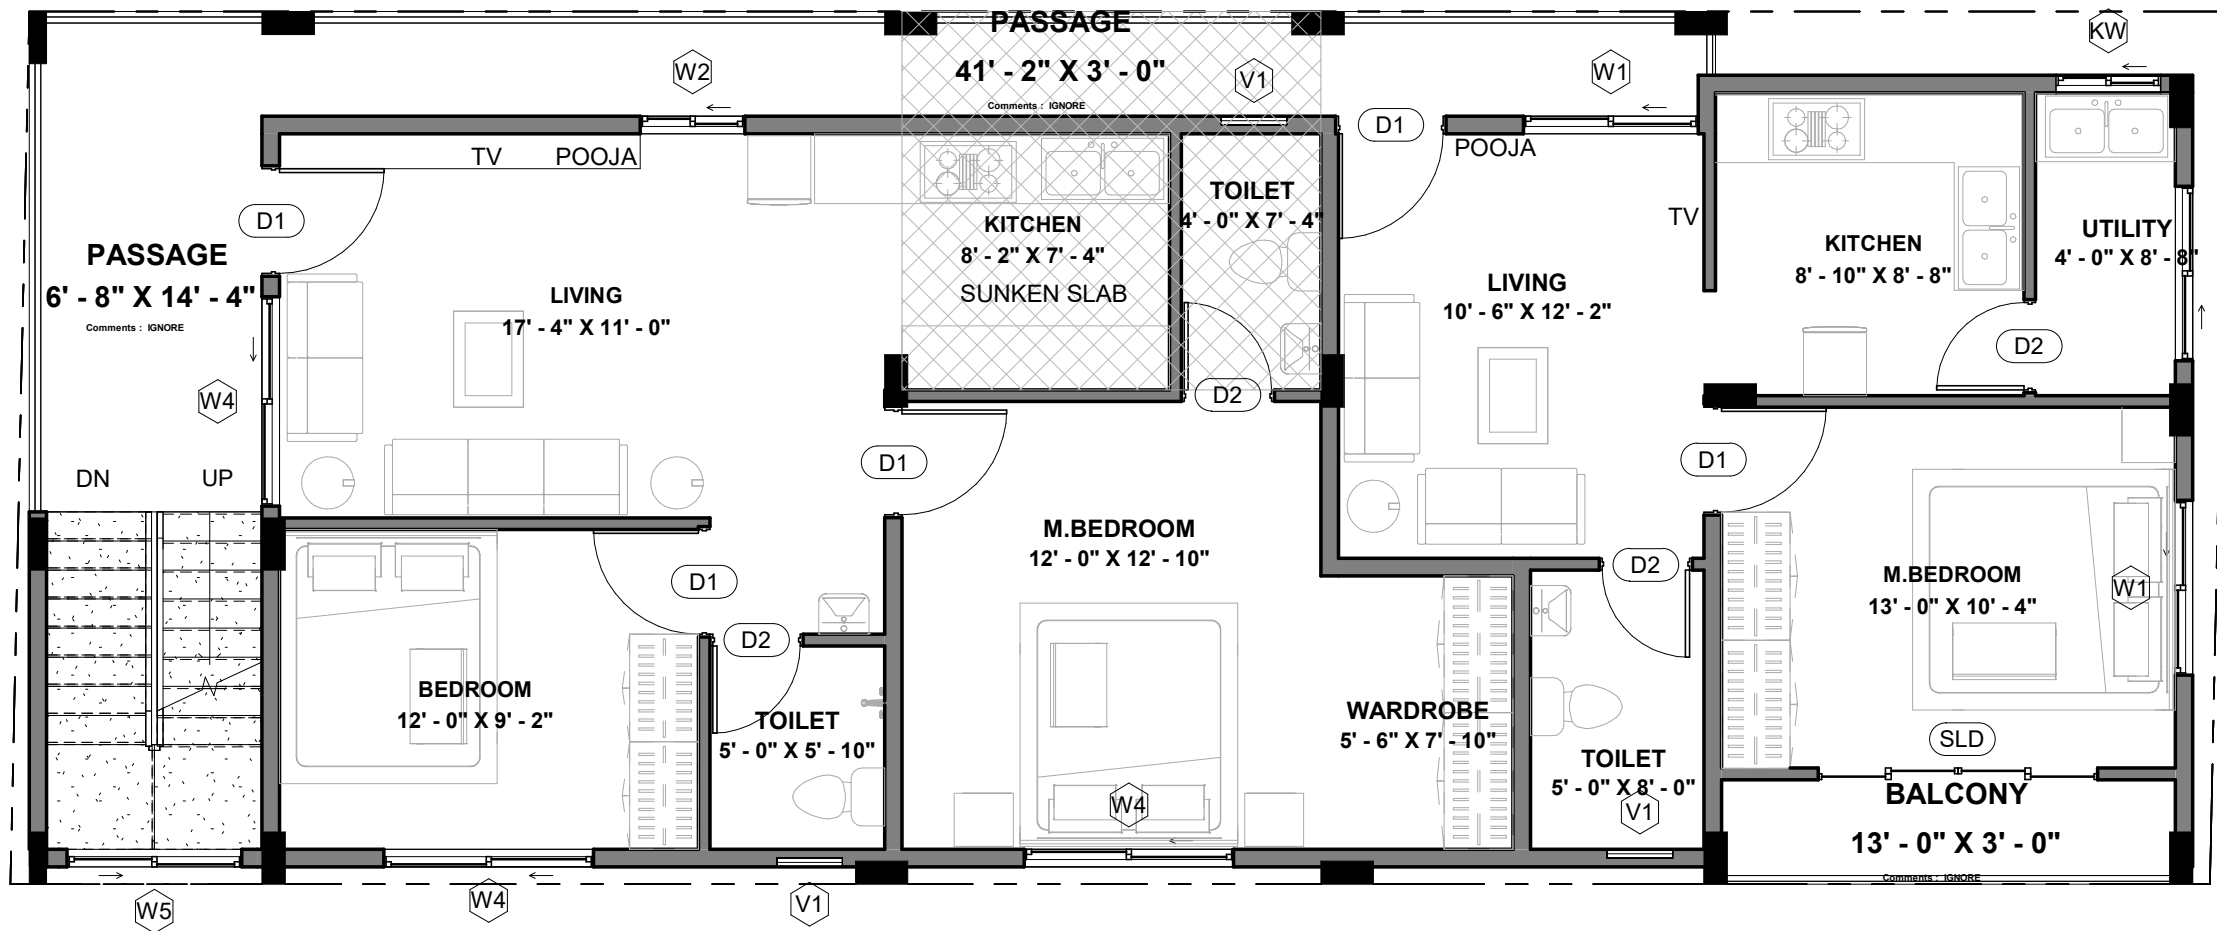 PASSAGE
41' - 2" X 3' - 0"
Comments : IGNORE
KW
W2
V1
W1
D1
TV POOJA
POOJA
TOILET
4' - 0" X 7' - 4"
D1
TV
KITCHEN
8' - 2" X 7' - 4"
SUNKEN SLAB
KITCHEN
8' - 10" X 8' - 8"
UTILITY
4' - 0" X 8' - 8"
PASSAGE
6' - 8" X 14' - 4"
Comments : IGNORE
LIVING
17' - 4" X 11' - 0"
LIVING
10' - 6" X 12' - 2"
D2
W4
D2
D1
D1
DN UP
M.BEDROOM
12' - 0" X 12' - 10"
D2
D1
M.BEDROOM
13' - 0" X 10' - 4"
W1
D2
BEDROOM
12' - 0" X 9' - 2"
TOILET
5' - 0" X 5' - 10"
WARDROBE
5' - 6" X 7' - 10"
SLD
TOILET
5' - 0" X 8' - 0"
V1
W4
BALCONY
13' - 0" X 3' - 0"
Comments : IGNORE
W5
W4
V1